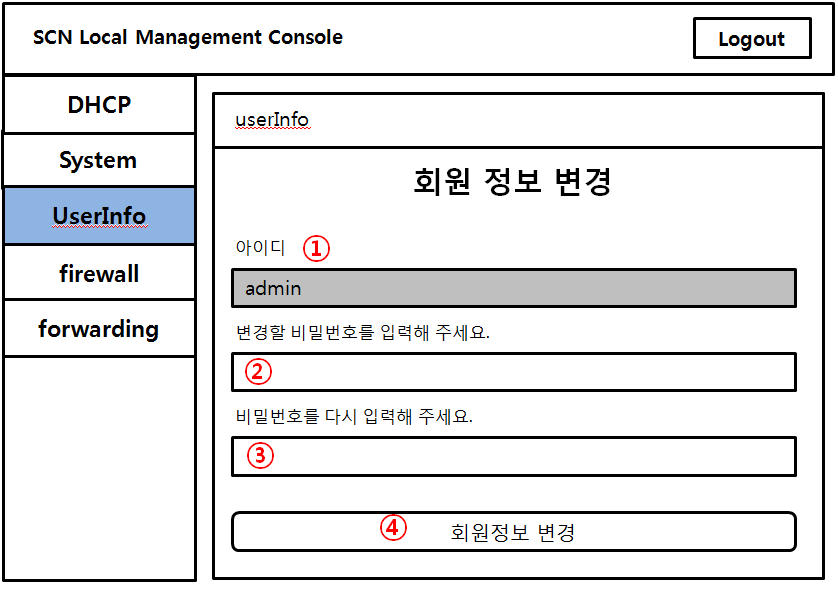 SCN Local Management Console
Logout
DHCP
System
UserInfo
firewall
forwarding
userInfo
회원 정보 변경
아이디 ①
admin
변경할 비밀번호를 입력해 주세요.
②
비밀번호를 다시 입력해 주세요.
③
④ 회원정보 변경